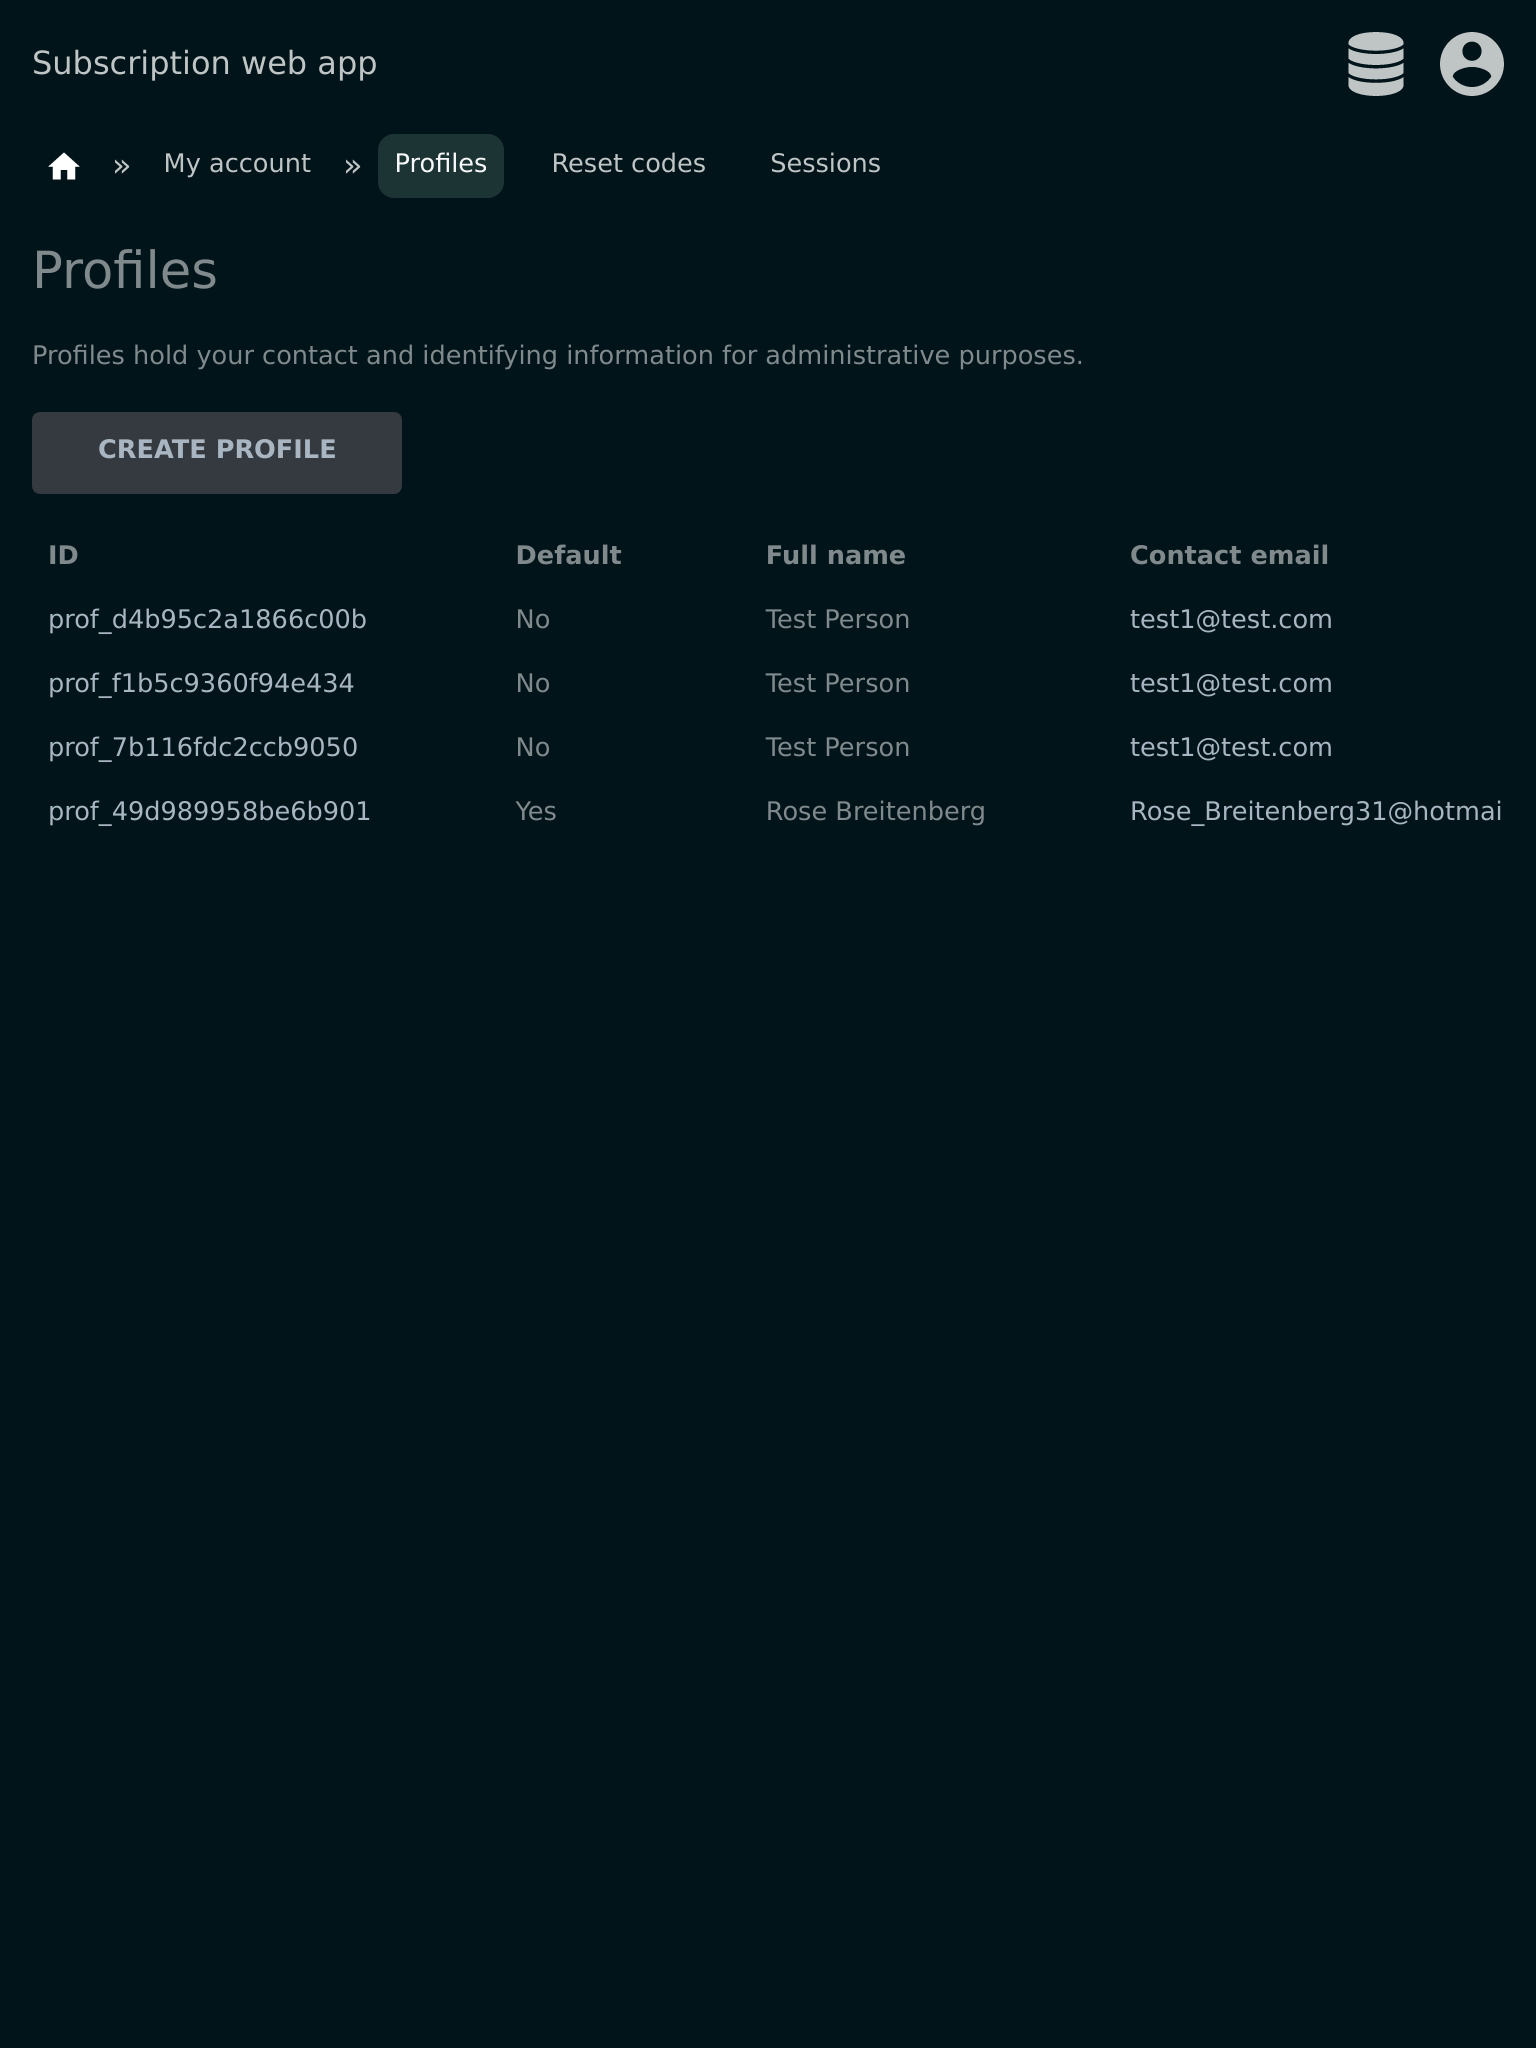 Subscription web app
» My account » Profiles Reset codes Sessions
Profiles
Profiles hold your contact and identifying information for administrative purposes.
CREATE PROFILE
ID Default Full name Contact email
prof_d4b95c2a1866c00b No Test Person test1@test.com
prof_f1b5c9360f94e434 No Test Person test1@test.com
prof_7b116fdc2ccb9050 No Test Person test1@test.com
prof_49d989958be6b901 Yes Rose Breitenberg Rose_Breitenberg31@hotmai